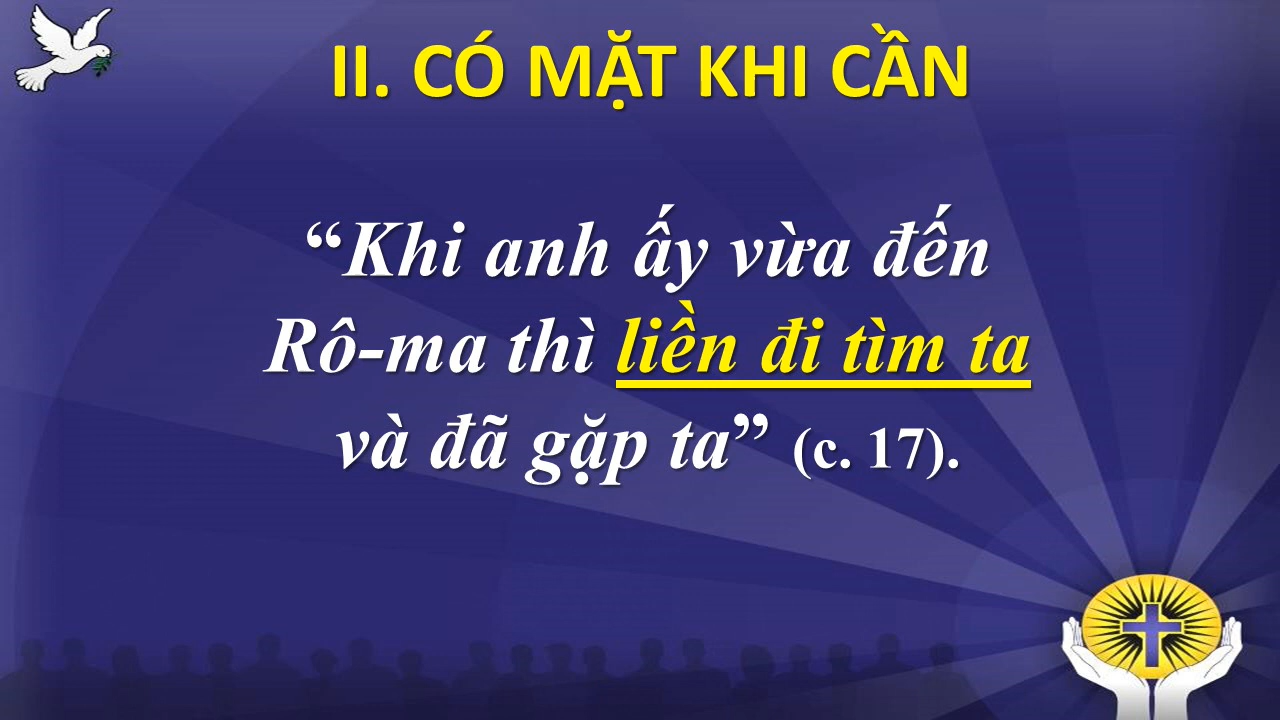 II. CÓ MẶT KHI CẦN
“Khi anh ấy vừa đến
Rô-ma thì liền đi tìm ta
và đã gặp ta” (c. 17).